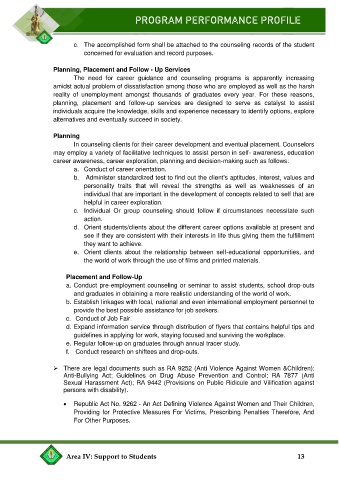 PROGRAM PERFORMANCE PROFILE
c. The accomplished form shall be attached to the counseling records of the student
concerned for evaluation and record purposes.
Planning, Placement and Follow - Up Services
The need for career guidance and counseling programs is apparently increasing
amidst actual problem of dissatisfaction among those who are employed as well as the harsh
reality of unemployment amongst thousands of graduates every year. For these reasons,
planning, placement and follow-up services are designed to serve as catalyst to assist
individuals acquire the knowledge, skills and experience necessary to identify options, explore
alternatives and eventually succeed in society.
Planning
In counseling clients for their career development and eventual placement. Counselors
may employ a variety of facilitative techniques to assist person in self- awareness, education
career awareness, career exploration, planning and decision-making such as follows:
a. Conduct of career orientation.
b. Administer standardized test to find out the client's aptitudes, interest, values and
personality traits that will reveal the strengths as well as weaknesses of an
individual that are important in the development of concepts related to self that are
helpful in career exploration.
c. Individual Or group counseling should follow if circumstances necessitate such
action.
d. Orient students/clients about the different career options available at present and
see if they are consistent with their interests in life thus giving them the fulfillment
they want to achieve.
e. Orient clients about the relationship between self-educational opportunities, and
the world of work through the use of films and printed materials.
Placement and Follow-Up
a. Conduct pre-employment counseling or seminar to assist students, school drop-outs
and graduates in obtaining a more realistic understanding of the world of work.
b. Establish linkages with local, national and even international employment personnel to
provide the best possible assistance for job seekers.
c. Conduct of Job Fair.
d. Expand information service through distribution of flyers that contains helpful tips and
guidelines in applying for work, staying focused and surviving the workplace.
e. Regular follow-up on graduates through annual tracer study.
f. Conduct research on shiftees and drop-outs.
➢ There are legal documents such as RA 9252 (Anti Violence Against Women &Children);
Anti-Bullying Act; Guidelines on Drug Abuse Prevention and Control; RA 7877 (Anti
Sexual Harassment Act); RA 9442 (Provisions on Public Ridicule and Vilification against
persons with disability).
• Republic Act No. 9262 - An Act Defining Violence Against Women and Their Children,
Providing for Protective Measures For Victims, Prescribing Penalties Therefore, And
For Other Purposes.
Area IV: Support to Students 13